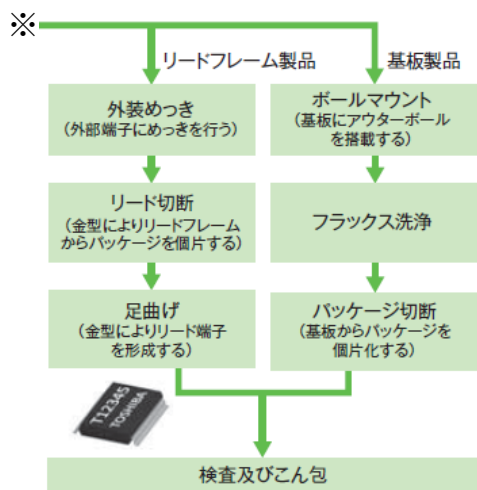 ※
リードフレーム製品
基板製品
外装めっき
（外部端子にめっきを行う）
リード切断
（金型によりリードフレーム
からパッケージを個片する）
足曲げ
（金型によりリード端子
を形成する）
ボールマウント
（基板にアウターボール
を搭載する）
フラックス洗浄
パッケージ切断
（基板からパッケージを
個片化する）
T12345
TOSHIBA
検査及びこん包